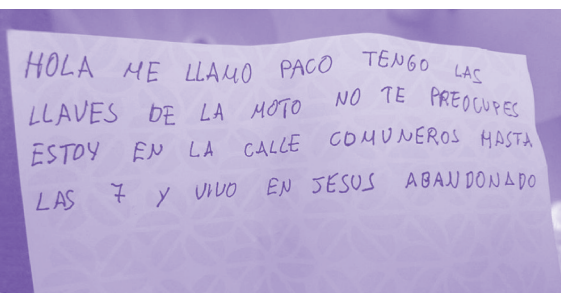 HOLA ME LLAMO PACO TENGO LAS
LLAVES DE LA MOTO NO TE PREOCUPES
ESTOY EN LA CALLE COMUNEROS HASTA
LAS 7 Y VIVO EN JESUS ABANDONADO